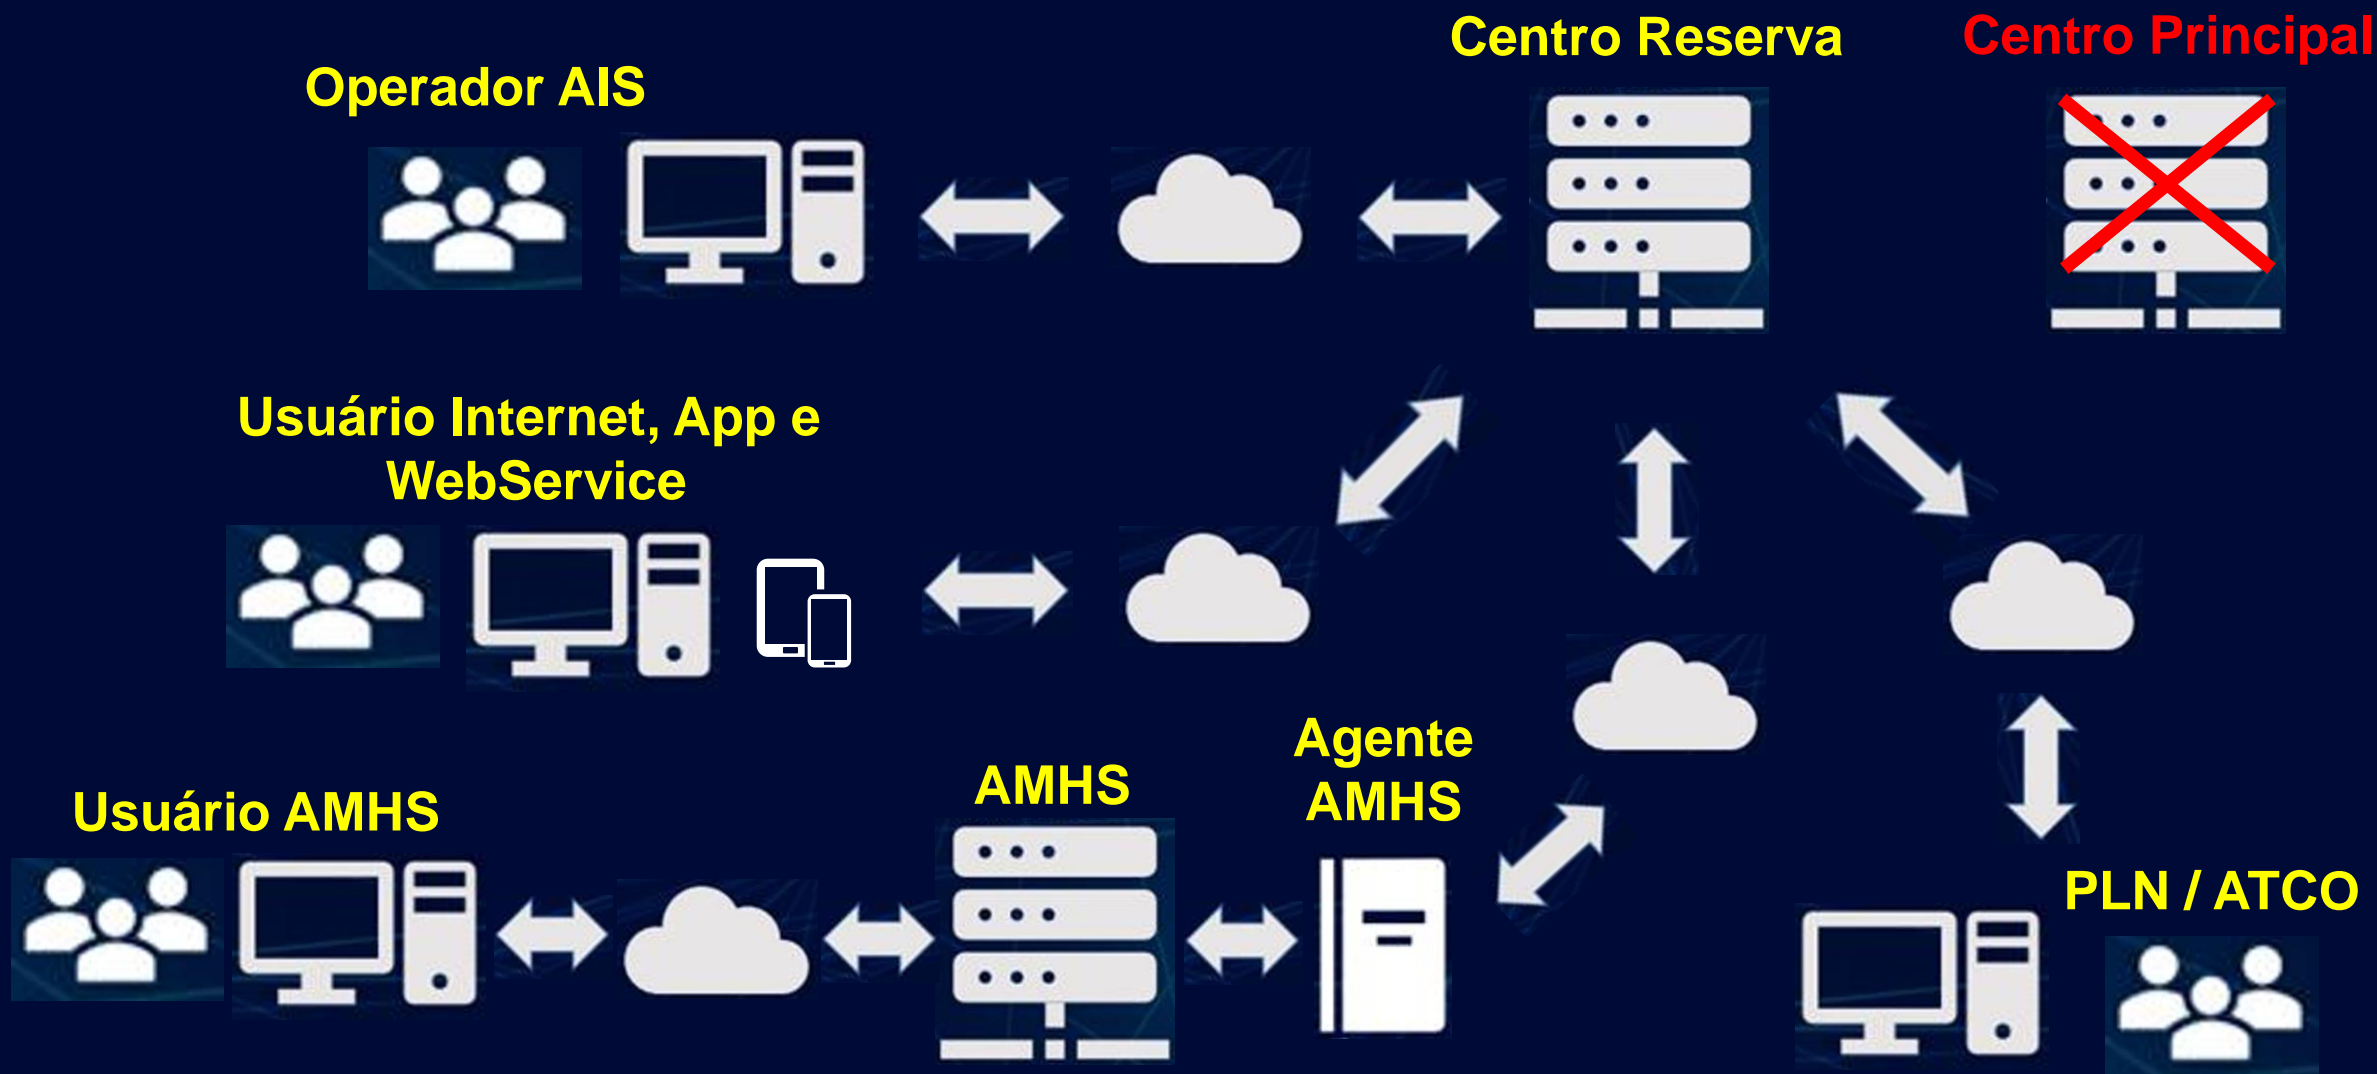 Centro Reserva
Centro Principal
Operador AIS
Usuário Internet, App e
WebService
Agente
AMHS
AMHS
Usuário AMHS
PLN / ATCO